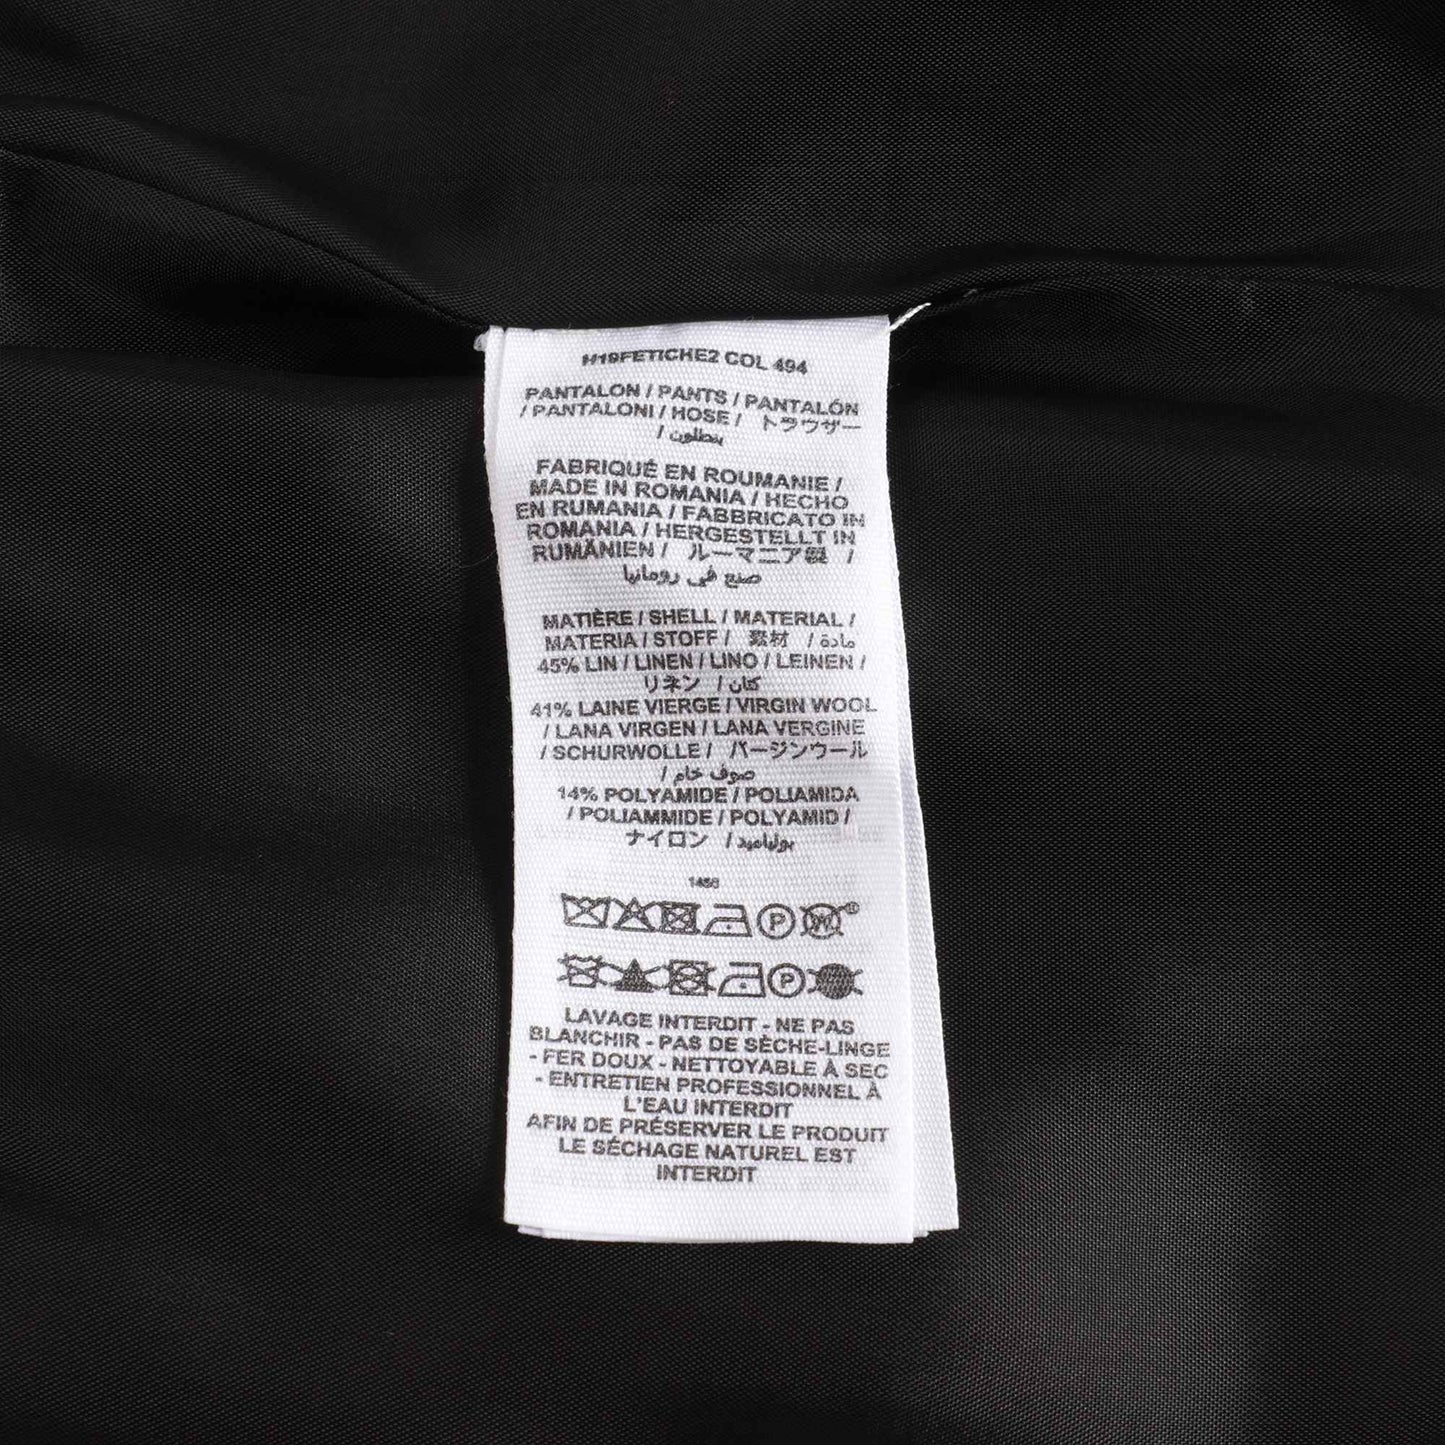 H19FETICHE2 COL 494
PANTALON / PANTS / PANTALÓN
/ PANTALONI / HOSE / トラウザー
/ بنطلون
FABRIQUÉ EN ROUMANIE /
MADE IN ROMANIA / HECHO
EN RUMANIA / FABBRICATO IN
ROMANIA / HERGESTELLT IN
RUMÄNIEN / ルーマニア製 /
صنع في رومانيا
MATIÈRE / SHELL / MATERIAL /
MATERIA / STOFF / 素材 / مادة
45% LIN / LINEN / LINO / LEINEN /
リネン / كتان
41% LAINE VIERGE / VIRGIN WOOL
/ LANA VIRGEN / LANA VERGINE
/ SCHURWOLLE / バージンウール
/ صوف خام
14% POLYAMIDE / POLIAMIDA
/ POLIAMMIDE / POLYAMID /
ナイロン / بولياميد
P W
P
LAVAGE INTERDIT - NE PAS
BLANCHIR - PAS DE SÈCHE-LINGE
- FER DOUX - NETTOYABLE À SEC
- ENTRETIEN PROFESSIONNEL À
L'EAU INTERDIT
AFIN DE PRÉSERVER LE PRODUIT
LE SÉCHAGE NATUREL EST
INTERDIT